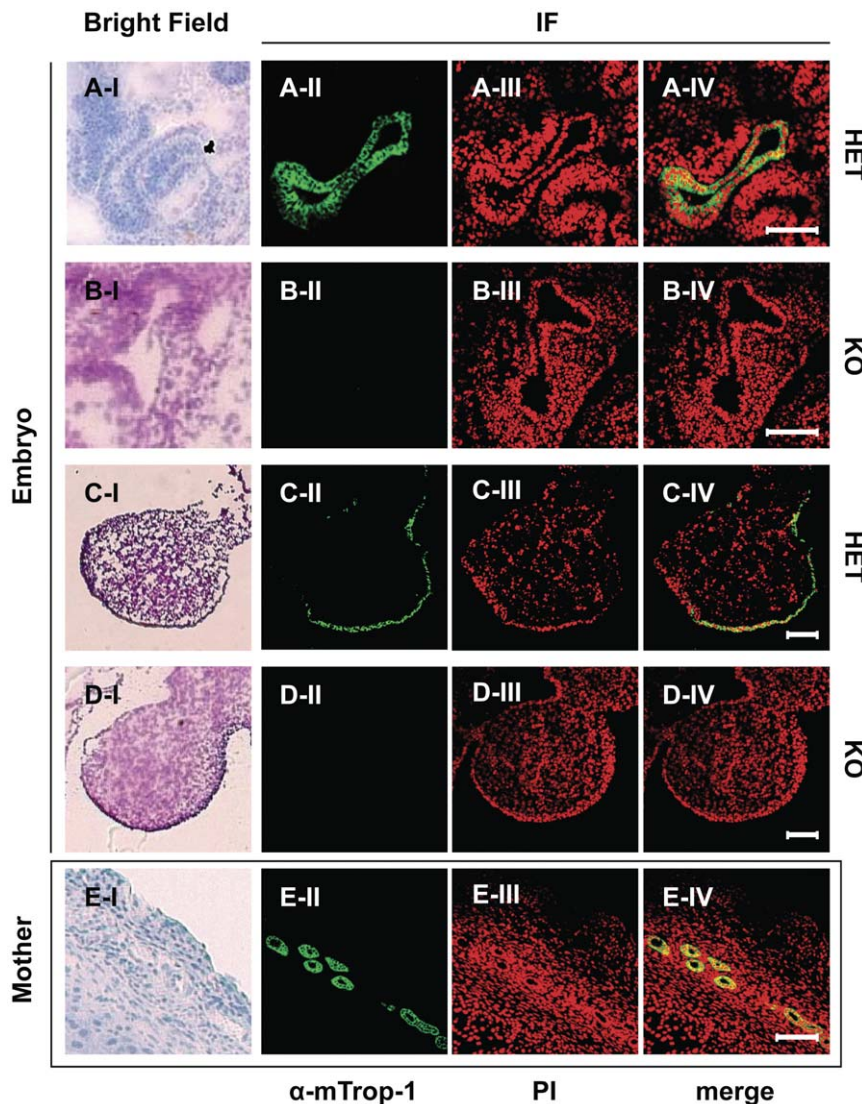 Bright Field IF
A-I A-II A-III A-IV HET
B-I B-II B-III B-IV KO
Embryo
C-I C-II C-III C-IV HET
D-I D-II D-III D-IV KO
Mother
E-I E-II E-III E-IV
α-mTrop-1 PI merge